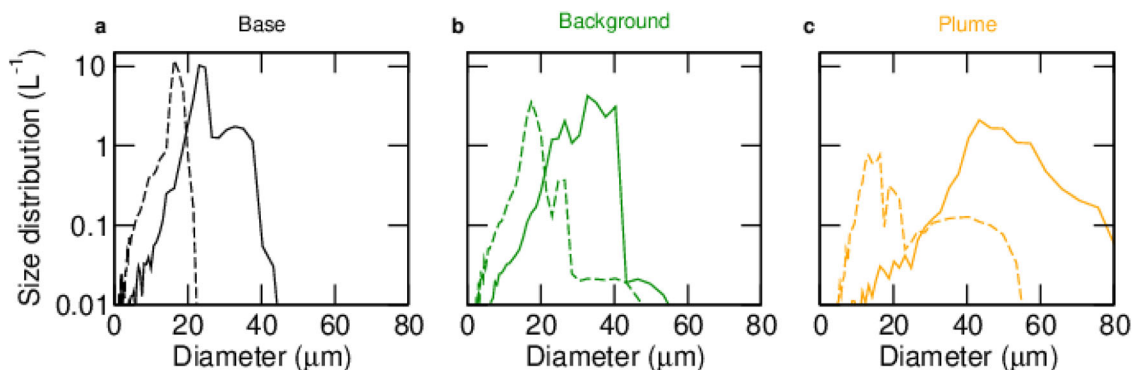 a Base
b Background
c Plume
Size distribution (L⁻¹)
10
1
0.1
0.01
0 20 40 60 80
0 20 40 60 80
0 20 40 60 80
Diameter (μm)
Diameter (μm)
Diameter (μm)